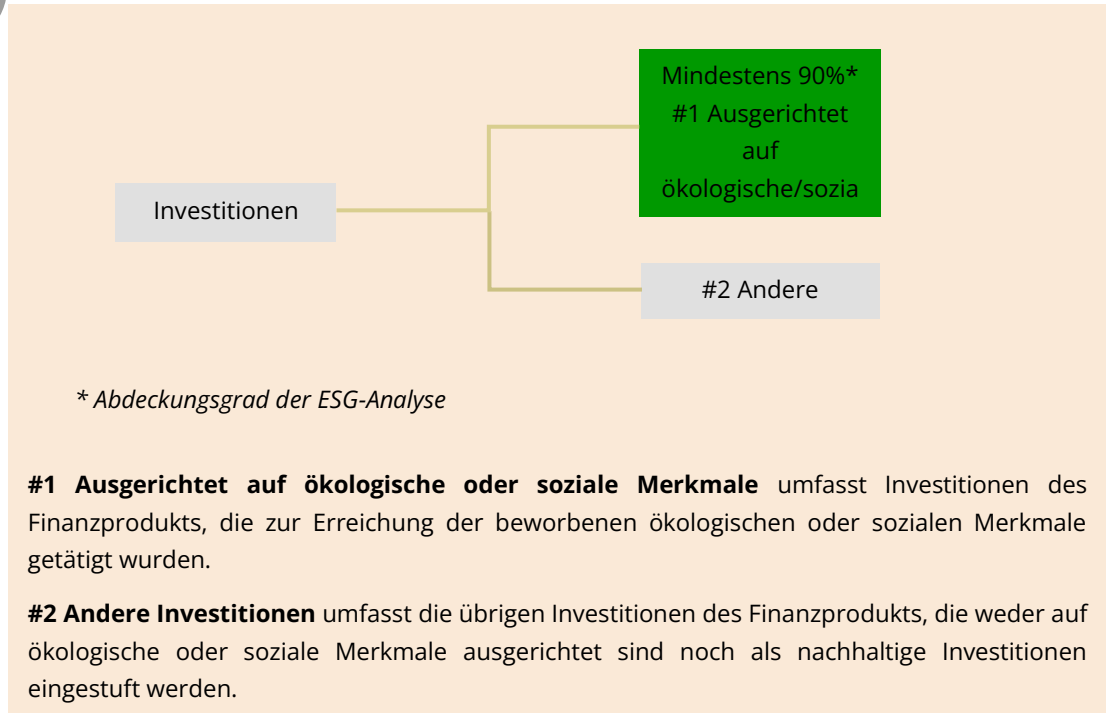 Mindestens 90%*
#1 Ausgerichtet
auf
ökologische/sozia
Investitionen
#2 Andere
* Abdeckungsgrad der ESG-Analyse
#1 Ausgerichtet auf ökologische oder soziale Merkmale umfasst Investitionen des
Finanzprodukts, die zur Erreichung der beworbenen ökologischen oder sozialen Merkmale
getätigt wurden.
#2 Andere Investitionen umfasst die übrigen Investitionen des Finanzprodukts, die weder auf
ökologische oder soziale Merkmale ausgerichtet sind noch als nachhaltige Investitionen
eingestuft werden.